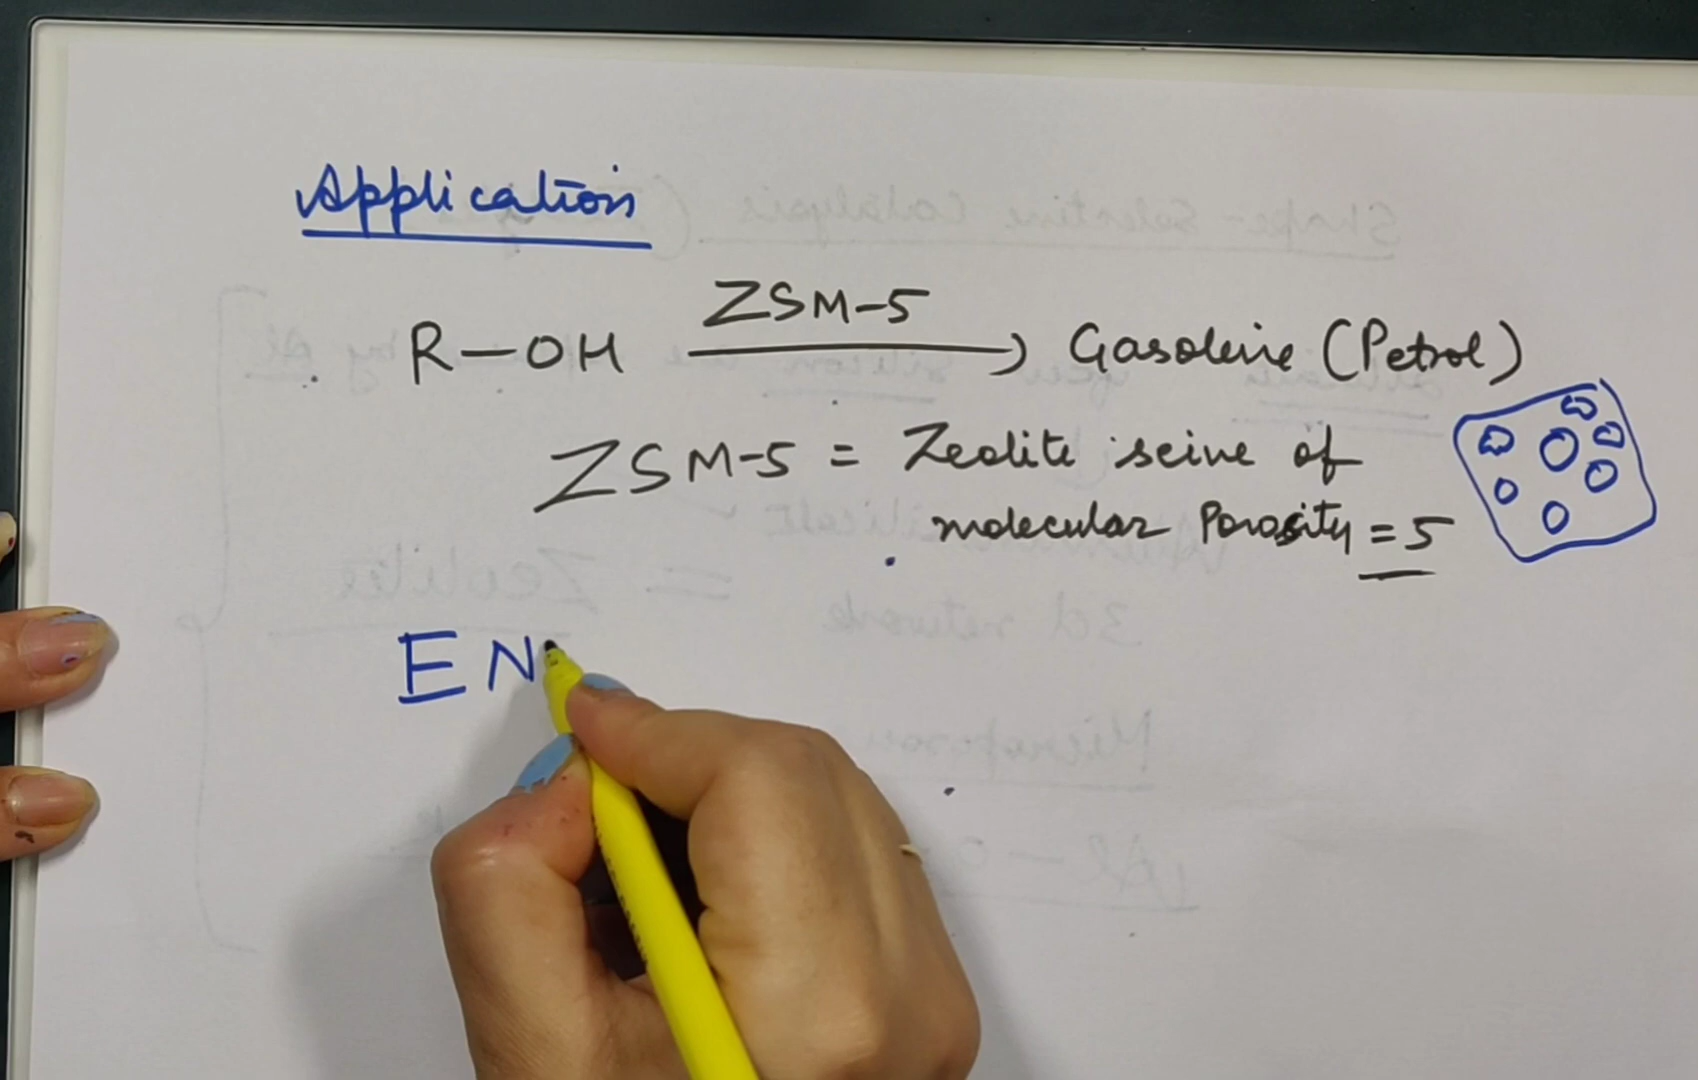 Application
R—OH ZSM-5 → Gasoleine (Petrol)
ZSM-5 = Zeolite seive of
molecular Porosity = 5
EN